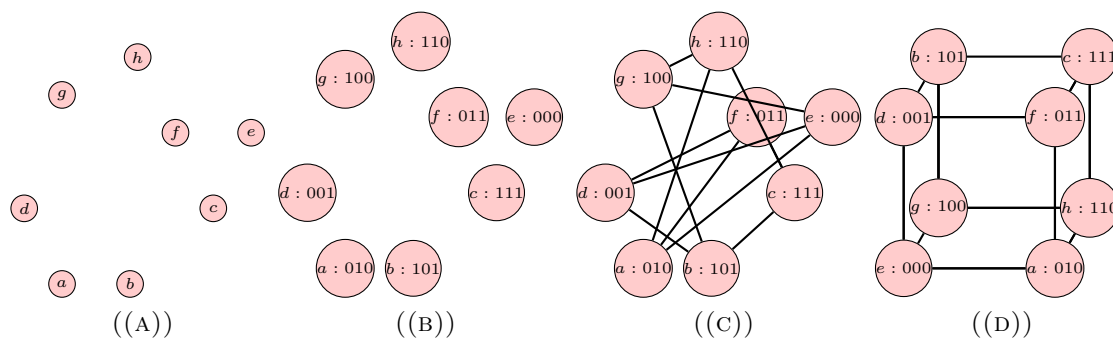 h
g
f
e
d
c
a
b
((A))
h : 110
g : 100
f : 011
e : 000
d : 001
c : 111
a : 010
b : 101
((B))
h : 110
g : 100
f : 011
e : 000
d : 001
c : 111
a : 010
b : 101
((C))
b : 101
c : 111
d : 001
f : 011
g : 100
h : 110
e : 000
a : 010
((D))